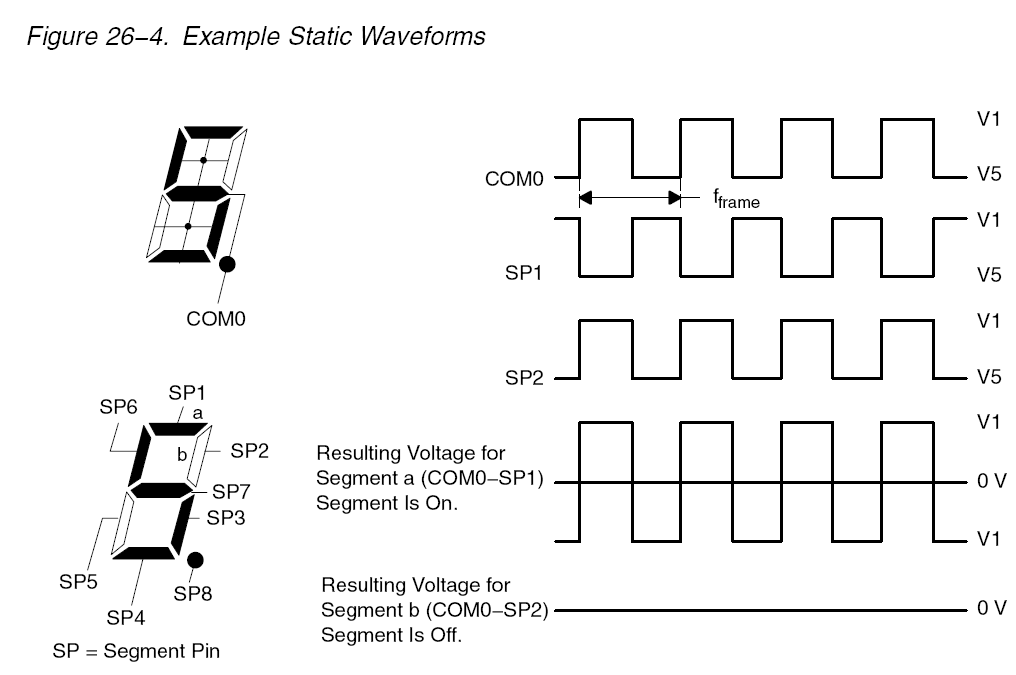 Figure 26–4. Example Static Waveforms
COM0
V1
V5
COM0
f frame
SP1
V1
V5
SP2
V1
V5
SP1
SP6
a
b
SP2
SP7
SP3
SP5
SP8
SP4
SP = Segment Pin
Resulting Voltage for
Segment a (COM0–SP1)
Segment Is On.
V1
0 V
V1
Resulting Voltage for
Segment b (COM0–SP2)
Segment Is Off.
0 V